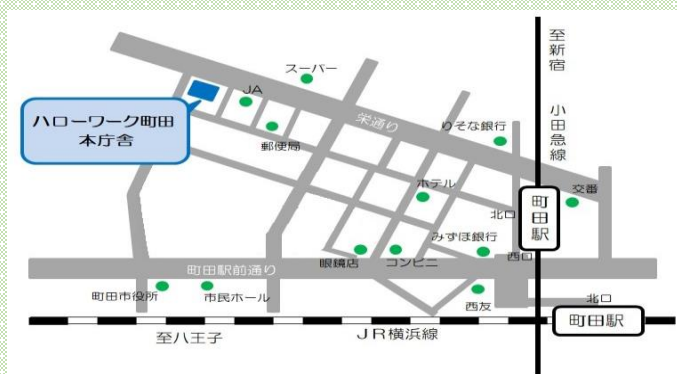 至新宿
小田急線
スーパー
JA
ハローワーク町田
本庁舎
栄通り
りそな銀行
郵便局
ホテル
交番
北口
町田駅
みずほ銀行
西口
眼鏡店
コンビニ
町田駅前通り
町田市役所
市民ホール
西友
北口
町田駅
至八王子
JR横浜線